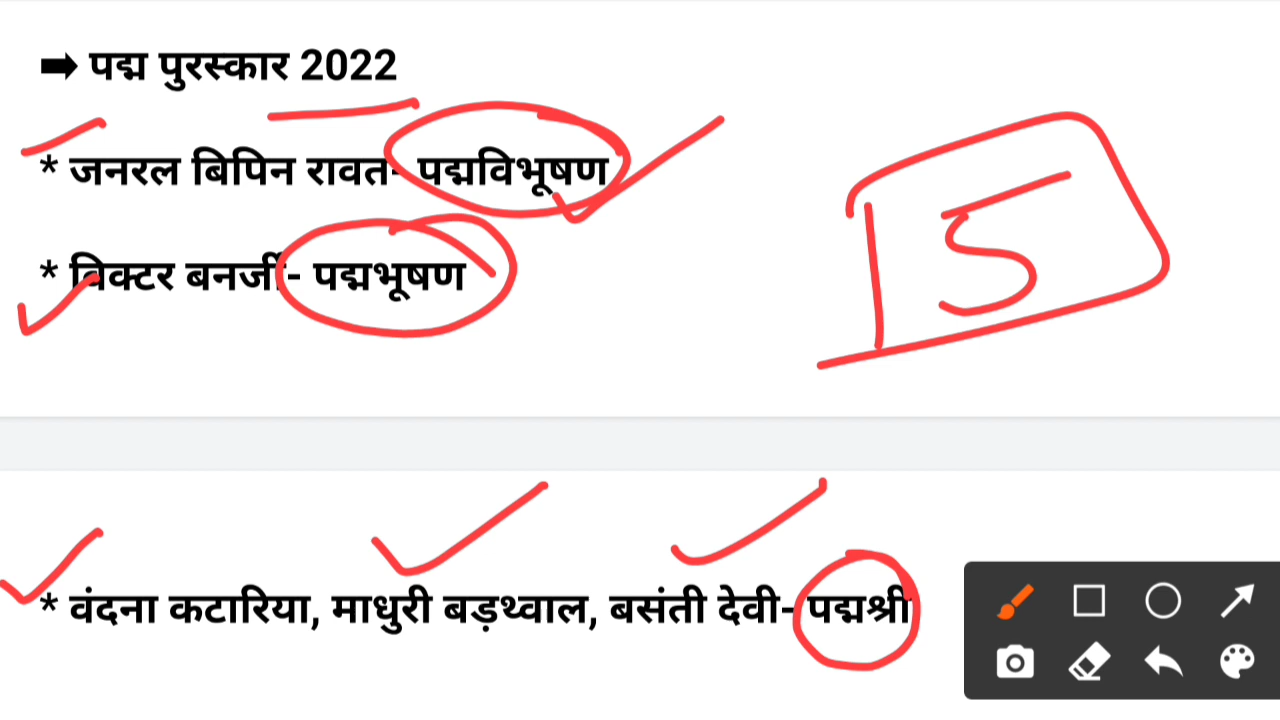 ➡ पद्म पुरस्कार 2022
* जनरल बिपिन रावत- पद्मविभूषण
5
* विक्टर बनर्जी- पद्मभूषण
* वंदना कटारिया, माधुरी बड़थ्वाल, बसंती देवी- पद्मश्री